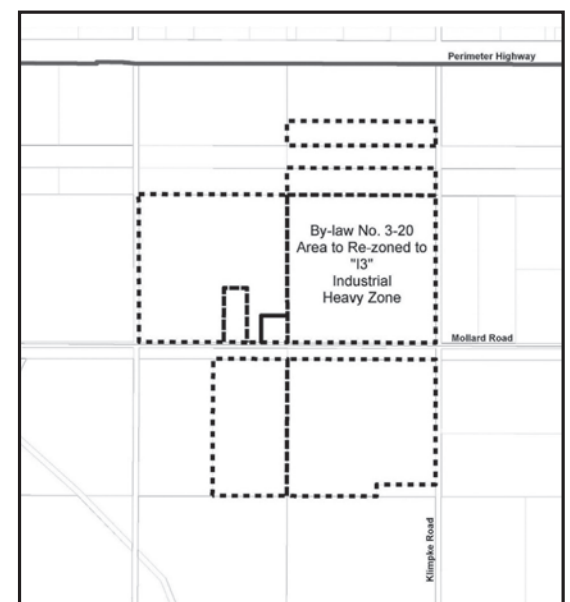 Perimeter Highway
By-law No. 3-20
Area to Re-zoned to
"I3"
Industrial
Heavy Zone
Mollard Road
Klimpke Road